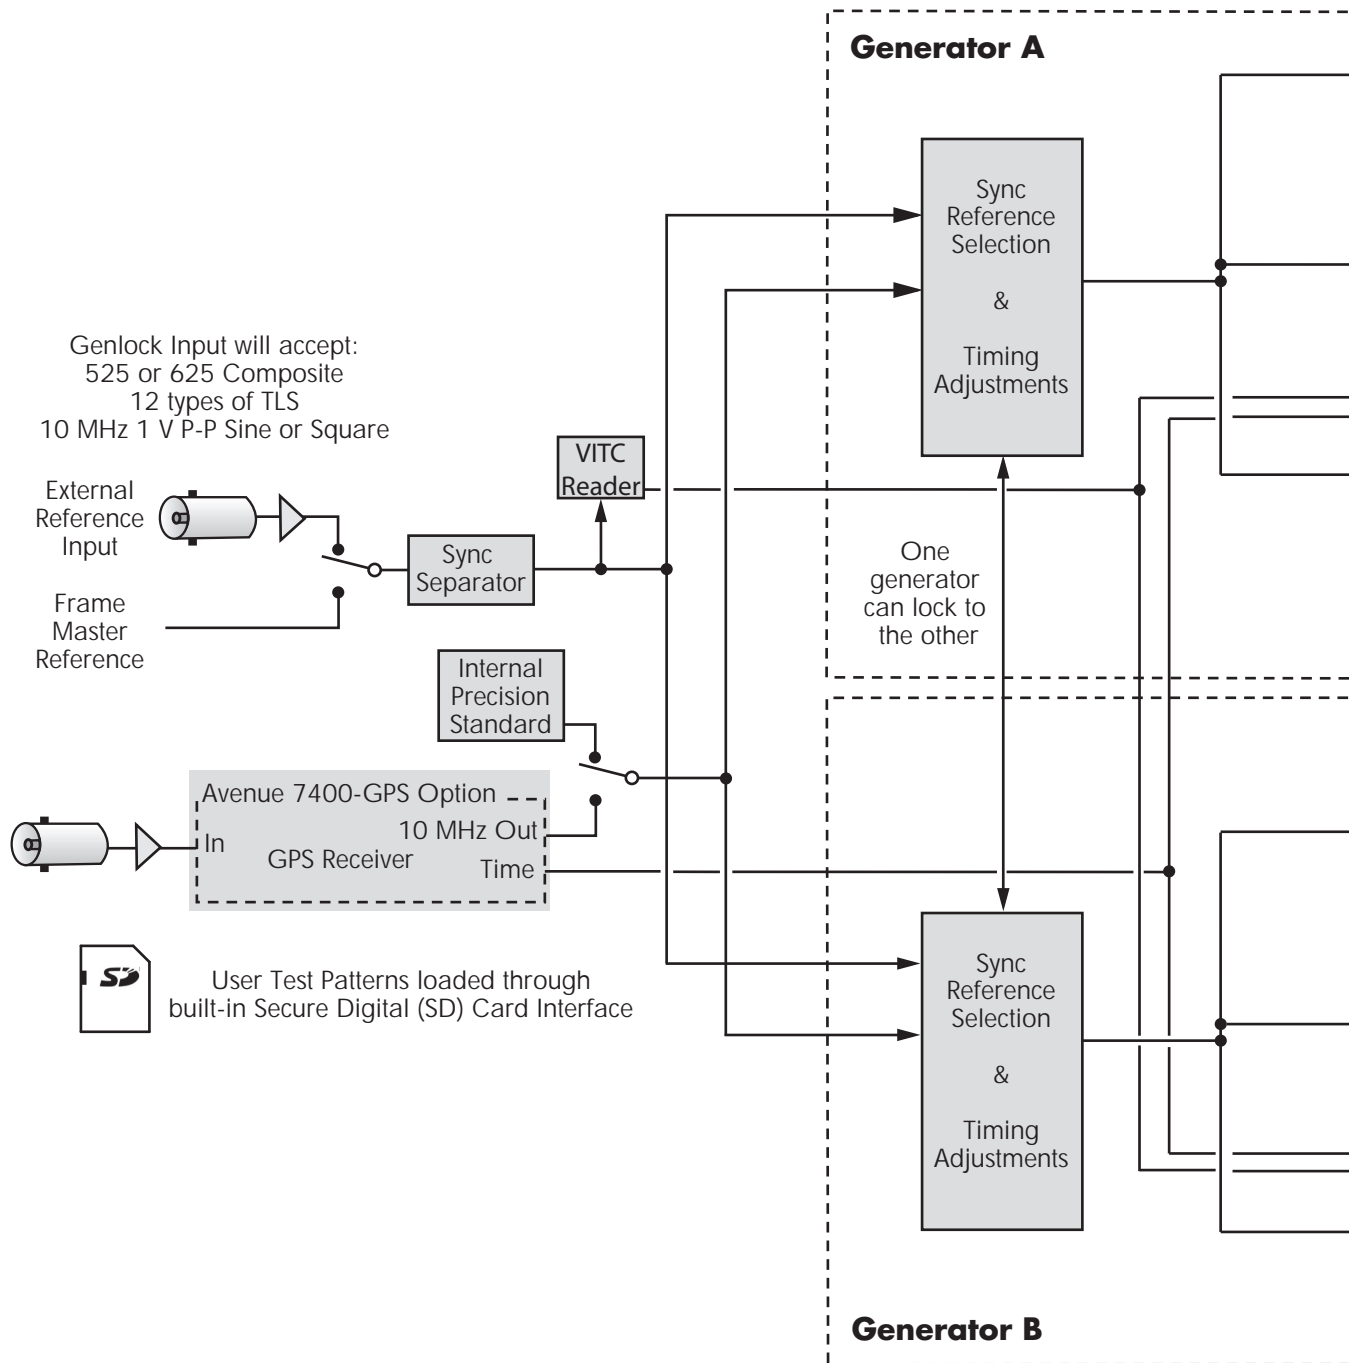 Generator A
Sync
Reference
Selection
&
Timing
Adjustments
Genlock Input will accept:
525 or 625 Composite
12 types of TLS
10 MHz 1 V P-P Sine or Square
VITC
Reader
External
Reference
Input
Sync
Separator
One
generator
can lock to
the other
Frame
Master
Reference
Internal
Precision
Standard
Avenue 7400-GPS Option
In
10 MHz Out
GPS Receiver
Time
SD
User Test Patterns loaded through
built-in Secure Digital (SD) Card Interface
Sync
Reference
Selection
&
Timing
Adjustments
Generator B